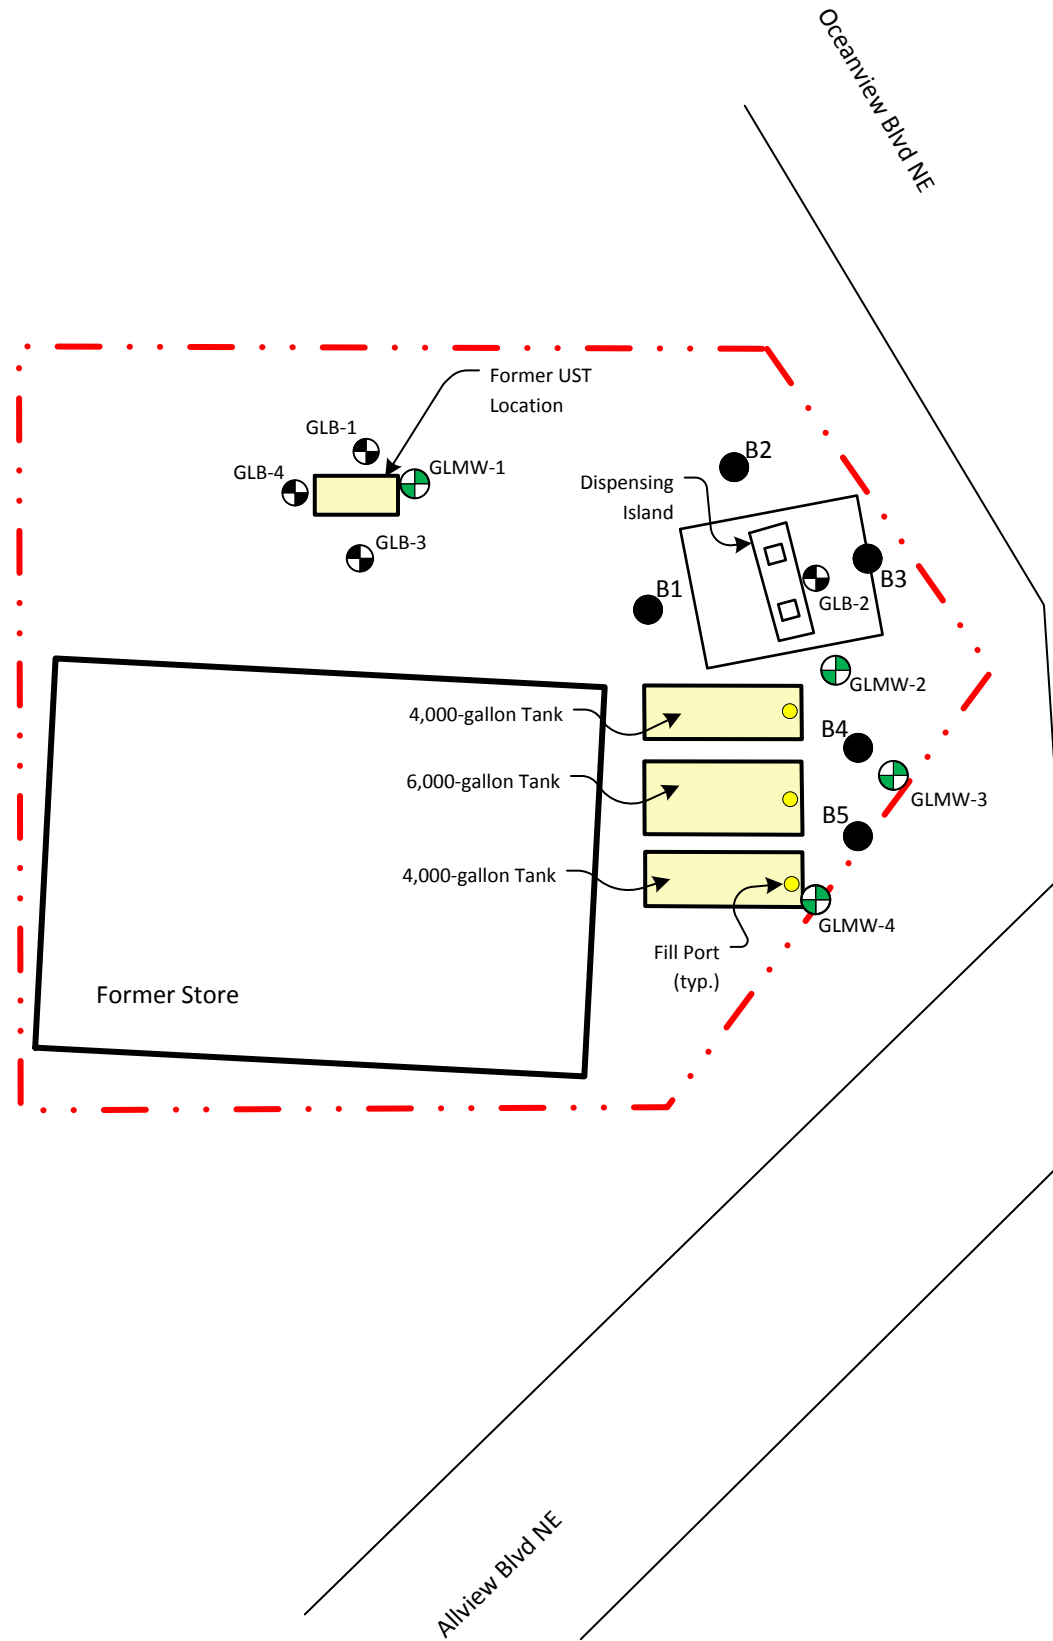 Oceanview Blvd NE
Former UST
Location
GLB-1
GLB-4
GLMW-1
GLB-3
B2
Dispensing
Island
B3
B1
GLB-2
GLMW-2
4,000-gallon Tank
B4
6,000-gallon Tank
GLMW-3
B5
4,000-gallon Tank
GLMW-4
Fill Port
(typ.)
Former Store
Allview Blvd NE